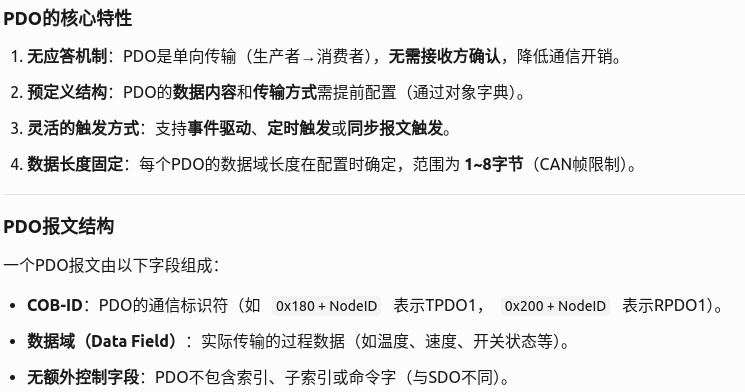 PDO的核心特性
1. 无应答机制：PDO是单向传输（生产者→消费者），无需接收方确认，降低通信开销。
2. 预定义结构：PDO的数据内容和传输方式需提前配置（通过对象字典）。
3. 灵活的触发方式：支持事件驱动、定时触发或同步报文触发。
4. 数据长度固定：每个PDO的数据域长度在配置时确定，范围为 1~8字节（CAN帧限制）。
PDO报文结构
一个PDO报文由以下字段组成：
• COB-ID：PDO的通信标识符（如 0x180 + NodeID 表示TPDO1， 0x200 + NodeID 表示RPDO1）。
• 数据域（Data Field）：实际传输的过程数据（如温度、速度、开关状态等）。
• 无额外控制字段：PDO不包含索引、子索引或命令字（与SDO不同）。